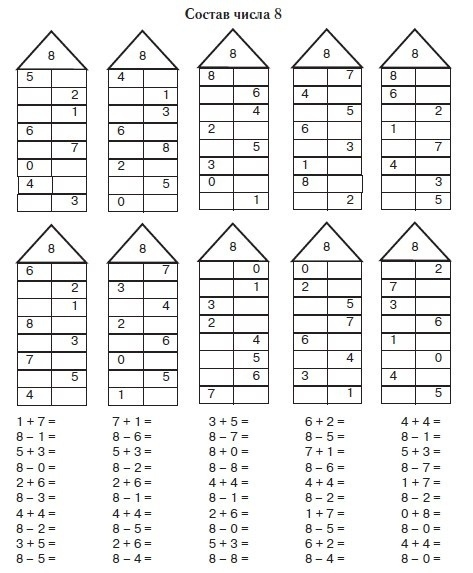 Состав числа 8
8 8 8 8 8
5 4 8 7 8
2 1 6 4 6
1 3 4 5 2
6 6 2 6 1
7 8 5 3 7
0 2 3 1 4
4 5 0 8 3
3 0 1 2 5
8 8 8 8 8
6 7 0 0 2
2 3 1 2 7
1 4 3 5 3
8 2 2 7 6
3 6 4 6 1
7 0 5 4 0
5 5 6 3 4
4 1 7 1 5
1 + 7 = 7 + 1 = 3 + 5 = 6 + 2 = 4 + 4 =
8 – 1 = 8 – 6 = 8 – 7 = 8 – 5 = 8 – 1 =
5 + 3 = 5 + 3 = 8 + 0 = 7 + 1 = 5 + 3 =
8 – 0 = 8 – 2 = 8 – 8 = 8 – 6 = 8 – 7 =
2 + 6 = 2 + 6 = 4 + 4 = 4 + 4 = 1 + 7 =
8 – 3 = 8 – 1 = 8 – 1 = 8 – 2 = 8 – 2 =
4 + 4 = 4 + 4 = 2 + 6 = 1 + 7 = 0 + 8 =
8 – 2 = 8 – 5 = 8 – 0 = 8 – 5 = 8 – 0 =
3 + 5 = 2 + 6 = 5 + 3 = 6 + 2 = 4 + 4 =
8 – 5 = 8 – 4 = 8 – 8 = 8 – 4 = 8 – 0 =